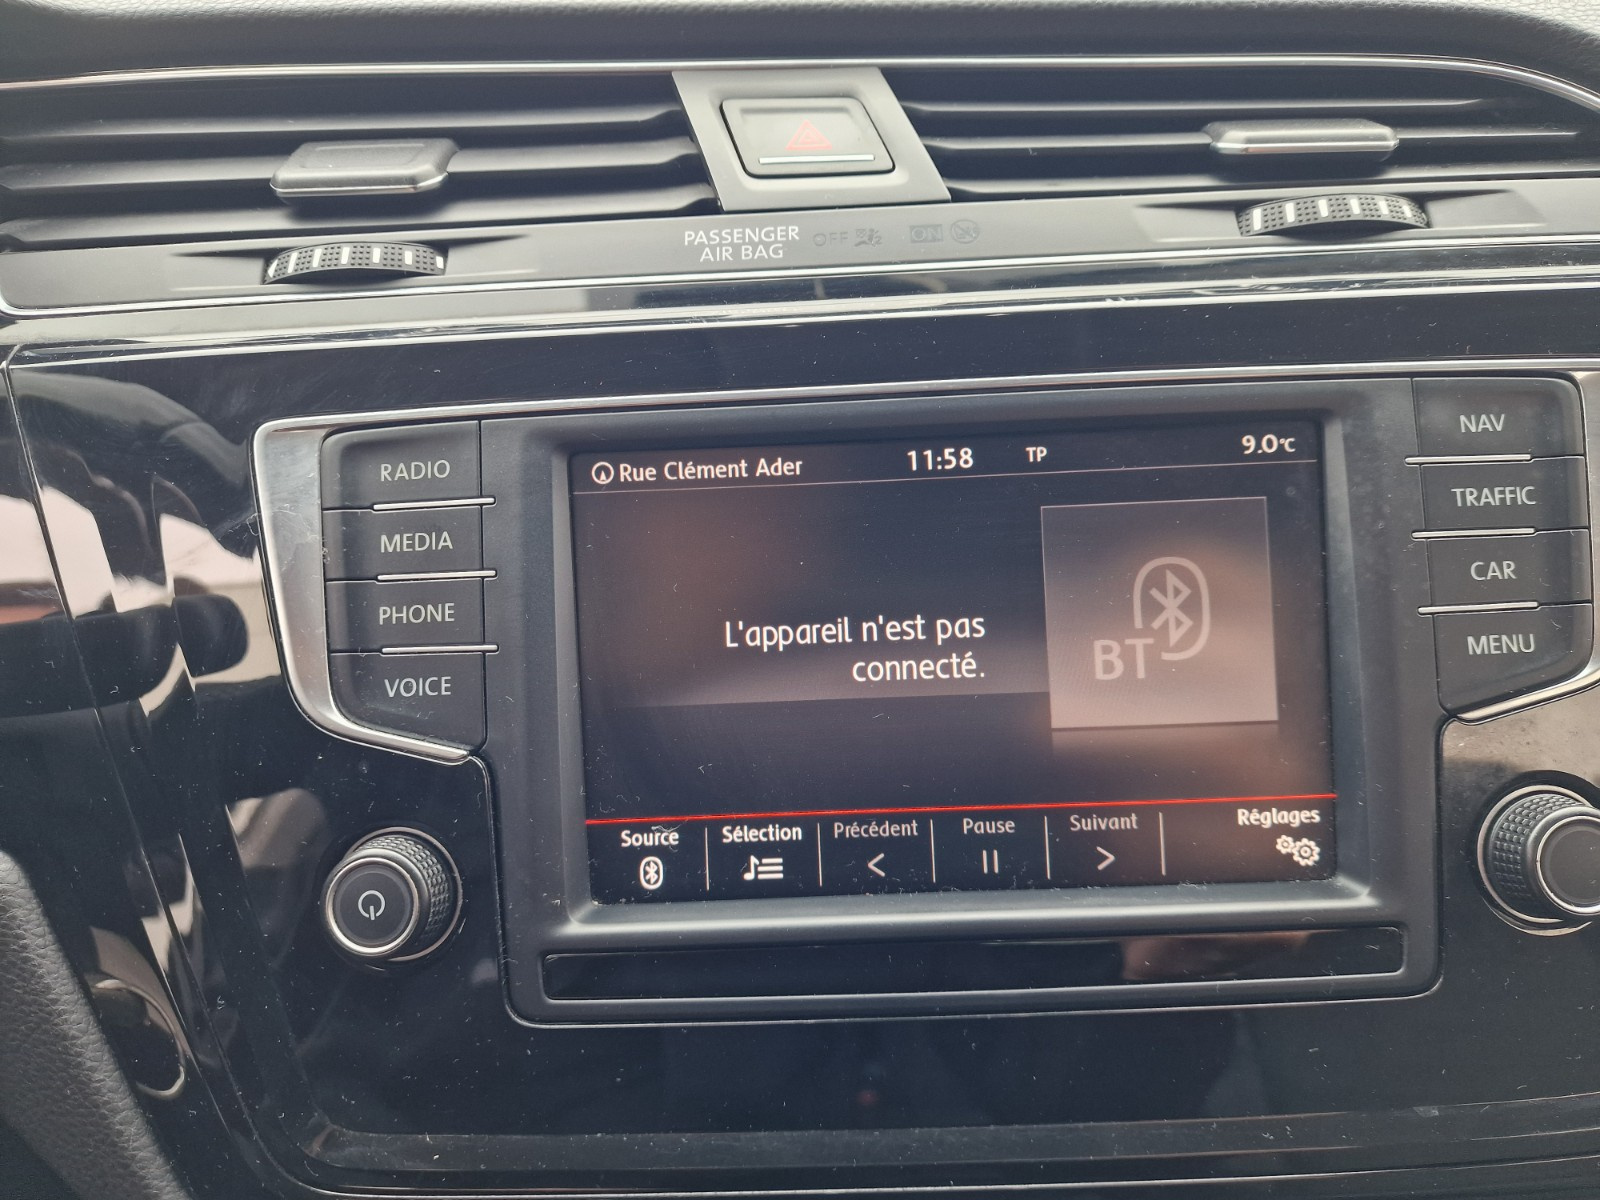 PASSENGER
AIR BAG
OFF
ON
RADIO
MEDIA
PHONE
VOICE
Rue Clément Ader 11:58 TP 9.0°C
L'appareil n'est pas
connecté.
BT
Source Sélection Précédent Pause Suivant Réglages
NAV
TRAFFIC
CAR
MENU